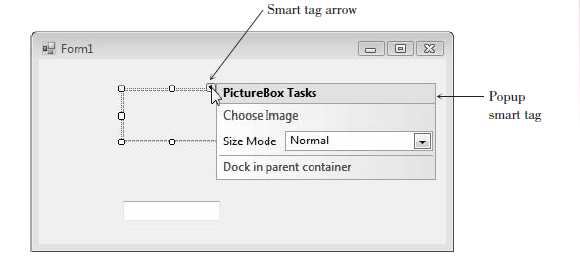 Smart tag arrow
Form1
PictureBox Tasks
Choose Image
Popup
smart tag
Size Mode Normal
Dock in parent container